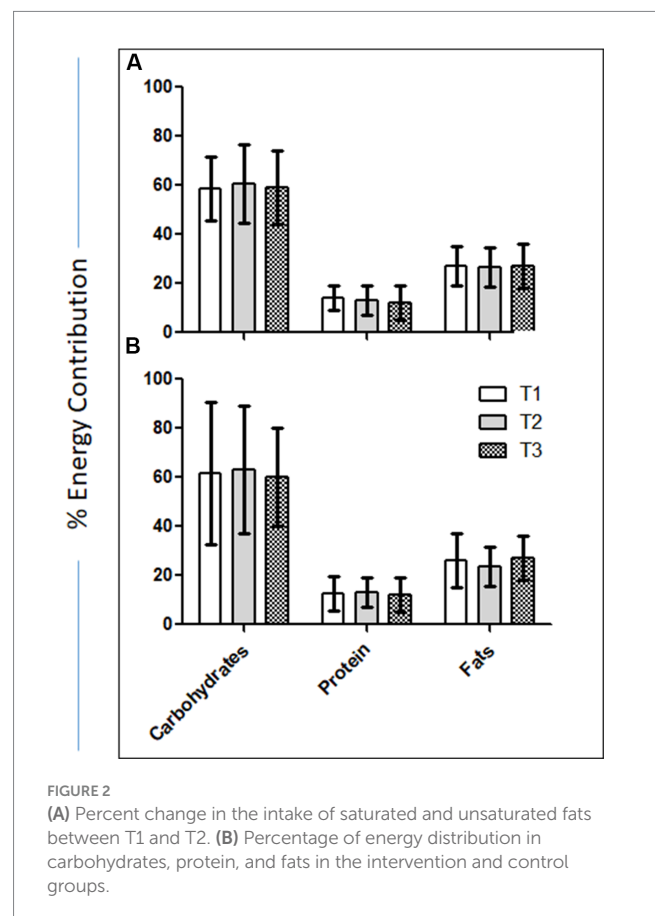 A
100
80
60
40
20
0
% Energy Contribution
B
100
80
60
40
20
0
T1
T2
T3
Carbohydrates
Protein
Fats
FIGURE 2
(A) Percent change in the intake of saturated and unsaturated fats
between T1 and T2. (B) Percentage of energy distribution in
carbohydrates, protein, and fats in the intervention and control
groups.